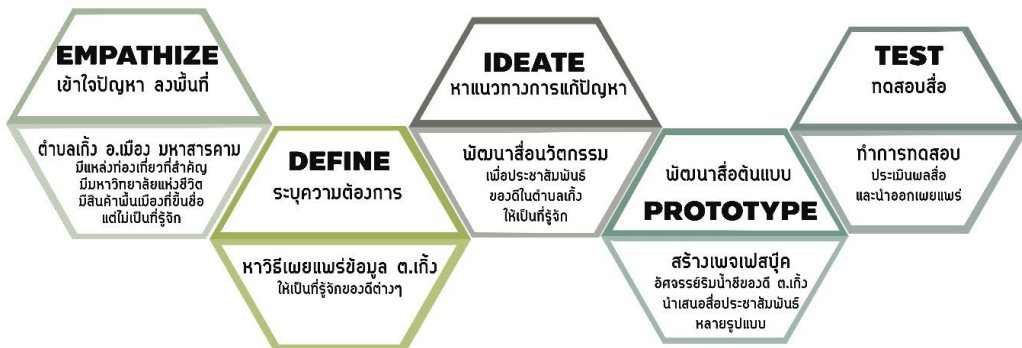 EMPATHIZE
เข้าใจปัญหา ลงพื้นที่
ตำบลเกิ้ง อ.เมือง มหาสารคาม
มีแหล่งท่องเที่ยวที่สำคัญ
มีมหาวิทยาลัยแห่งชีวิต
มีสินค้าพื้นเมืองที่ขึ้นชื่อ
แต่ไม่เป็นที่รู้จัก
DEFINE
ระบุความต้องการ
หาวิธีเผยแพร่ข้อมูล ต.เกิ้ง
ให้เป็นที่รู้จักของดีต่างๆ
IDEATE
หาแนวทางการแก้ปัญหา
พัฒนาสื่อนวัตกรรม
เพื่อประชาสัมพันธ์
ของดีในตำบลเกิ้ง
ให้เป็นที่รู้จัก
พัฒนาสื่อต้นแบบ
PROTOTYPE
สร้างเพจเฟสบุ๊ค
อัศจรรย์ริมน้ำชีของดี ต.เกิ้ง
นำเสนอสื่อประชาสัมพันธ์
หลายรูปแบบ
TEST
ทดสอบสื่อ
ทำการทดสอบ
ประเมินผลสื่อ
และนำออกเผยแพร่